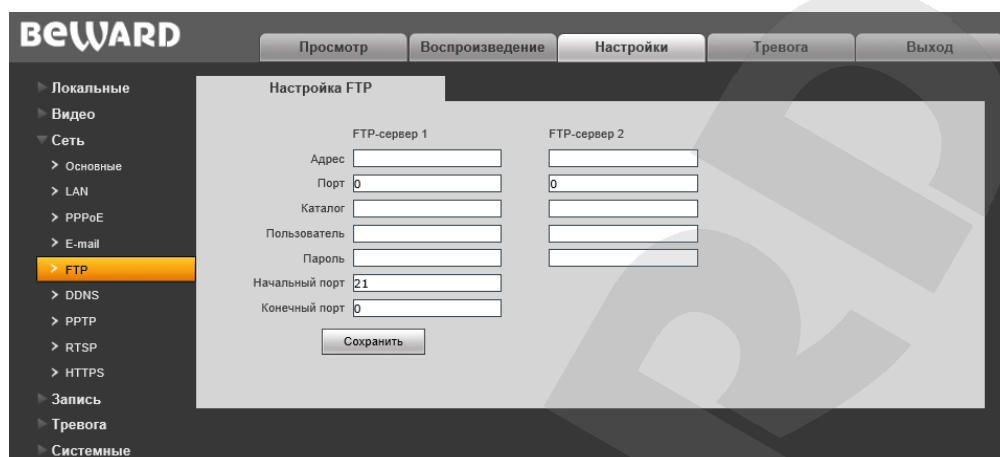 BEWARD
Просмотр Воспроизведение Настройки Тревога Выход
Локальные
Видео
Сеть
Основные
LAN
PPPoE
E-mail
FTP
DDNS
PPTP
RTSP
HTTPS
Запись
Тревога
Системные
Настройка FTP
FTP-сервер 1 FTP-сервер 2
Адрес
Порт 0 0
Каталог
Пользователь
Пароль
Начальный порт 21
Конечный порт 0
Сохранить